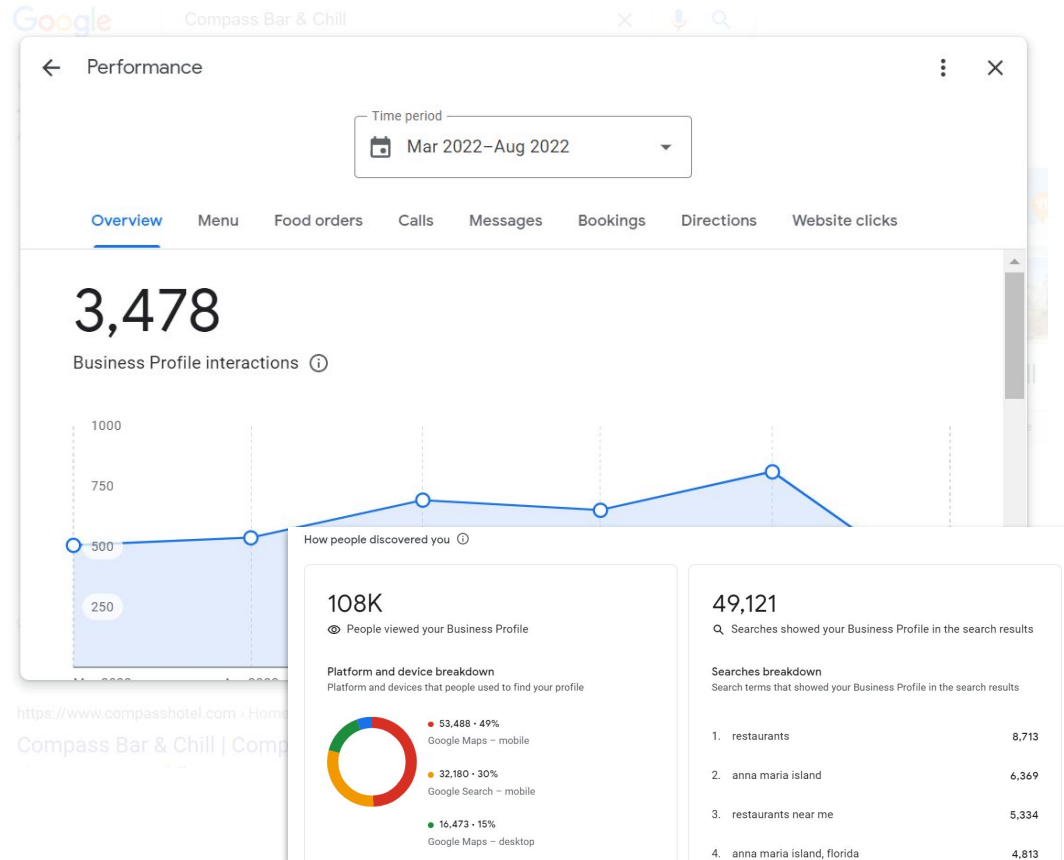 Google
Compass Bar & Chill
Performance
Time period
Mar 2022–Aug 2022
Overview
Menu
Food orders
Calls
Messages
Bookings
Directions
Website clicks
3,478
Business Profile interactions
1000
750
500
250
https://www.compasshotel.com › Home
Compass Bar & Chill | Comp
How people discovered you
108K
People viewed your Business Profile
Platform and device breakdown
Platform and devices that people used to find your profile
53,488 · 49%
Google Maps – mobile
32,180 · 30%
Google Search – mobile
16,473 · 15%
Google Maps – desktop
49,121
Searches showed your Business Profile in the search results
Searches breakdown
Search terms that showed your Business Profile in the search results
1. restaurants 8,713
2. anna maria island 6,369
3. restaurants near me 5,334
4. anna maria island, florida 4,813